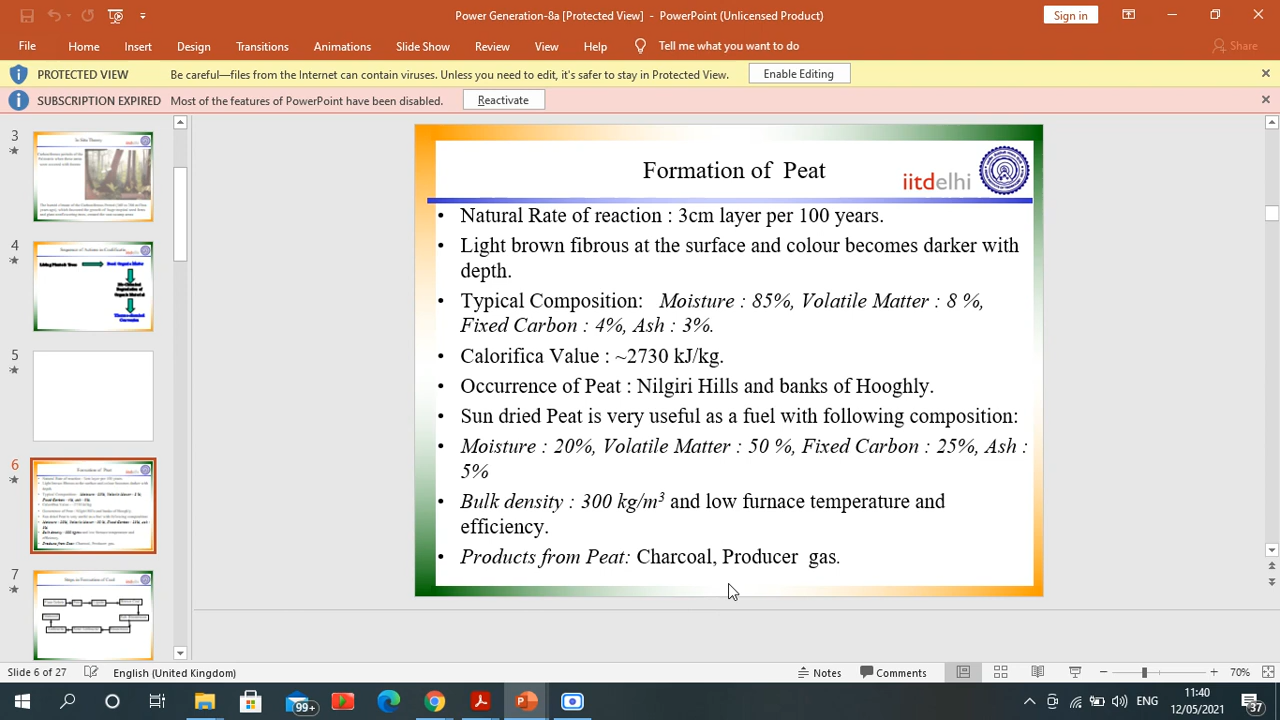 Power Generation-8a [Protected View] - PowerPoint (Unlicensed Product)
Sign in
File Home Insert Design Transitions Animations Slide Show Review View Help Tell me what you want to do Share
PROTECTED VIEW Be careful—files from the Internet can contain viruses. Unless you need to edit, it's safer to stay in Protected View. Enable Editing
SUBSCRIPTION EXPIRED Most of the features of PowerPoint have been disabled. Reactivate
3
4
5
6
7
Formation of Peat
iitdelhi
• Natural Rate of reaction : 3cm layer per 100 years.
• Light brown fibrous at the surface and colour becomes darker with
depth.
• Typical Composition: Moisture : 85%, Volatile Matter : 8 %,
Fixed Carbon : 4%, Ash : 3%.
• Calorifica Value : ~2730 kJ/kg.
• Occurrence of Peat : Nilgiri Hills and banks of Hooghly.
• Sun dried Peat is very useful as a fuel with following composition:
• Moisture : 20%, Volatile Matter : 50 %, Fixed Carbon : 25%, Ash :
5%
• Bulk density : 300 kg/m³ and low furnace temperature and
efficiency.
• Products from Peat: Charcoal, Producer gas.
Slide 6 of 27 English (United Kingdom) Notes Comments 70%
99+ ENG 11:40
12/05/2021 37